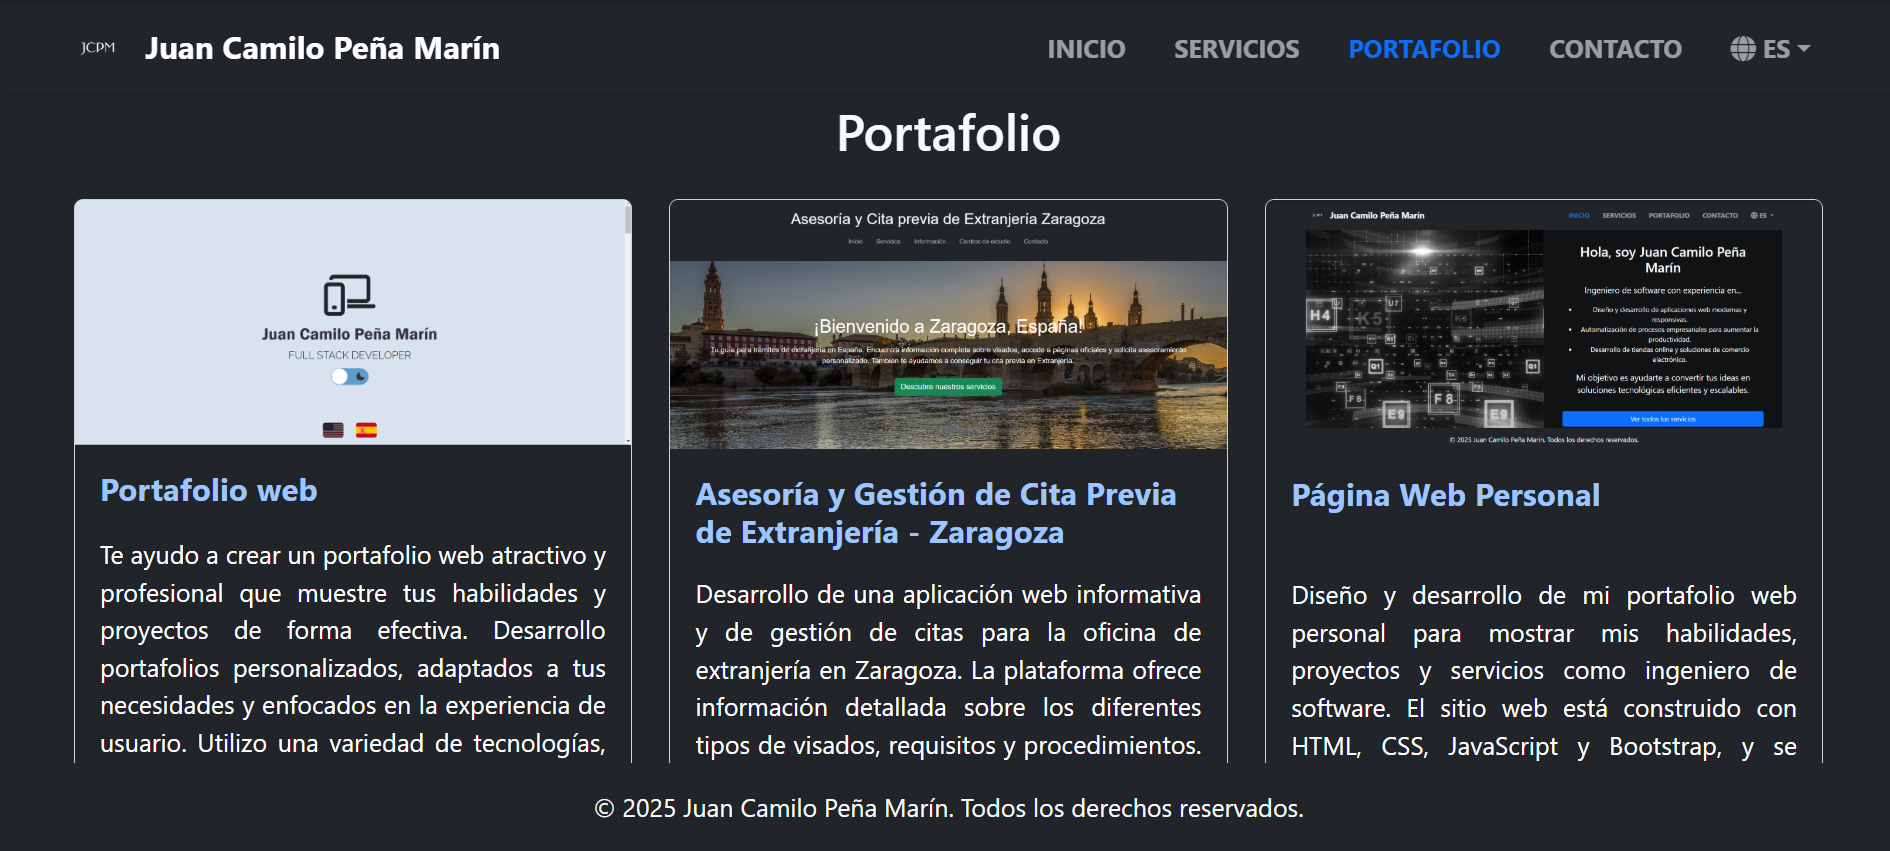 JCPM
Juan Camilo Peña Marín
INICIO
SERVICIOS
PORTAFOLIO
CONTACTO
ES
Portafolio
Juan Camilo Peña Marín
FULL STACK DEVELOPER
Portafolio web
Te ayudo a crear un portafolio web atractivo y
profesional que muestre tus habilidades y
proyectos de forma efectiva. Desarrollo
portafolios personalizados, adaptados a tus
necesidades y enfocados en la experiencia de
usuario. Utilizo una variedad de tecnologías,
Asesoría y Cita previa de Extranjería Zaragoza
Inicio
Servicios
Información
Centros de estudio
Contacto
¡Bienvenido a Zaragoza, España!
Tu guía para trámites de extranjería en España. Encuentra información completa sobre visados, accede a páginas oficiales y solicita asesoramiento
personalizado. También te ayudamos a conseguir tu cita previa en Extranjería.
Descubre nuestros servicios
Asesoría y Gestión de Cita Previa
de Extranjería - Zaragoza
Desarrollo de una aplicación web informativa
y de gestión de citas para la oficina de
extranjería en Zaragoza. La plataforma ofrece
información detallada sobre los diferentes
tipos de visados, requisitos y procedimientos.
JCPM
Juan Camilo Peña Marín
INICIO
SERVICIOS
PORTAFOLIO
CONTACTO
ES
H4
U7
K-5
K-5
Q1
F8
F8
E9
E9
Hola, soy Juan Camilo Peña
Marín
Ingeniero de software con experiencia en...
Diseño y desarrollo de aplicaciones web modernas y
responsivas.
Automatización de procesos empresariales para aumentar la
productividad.
Desarrollo de tiendas online y soluciones de comercio
electrónico.
Mi objetivo es ayudarte a convertir tus ideas en
soluciones tecnológicas eficientes y escalables.
Ver todos los servicios
© 2025 Juan Camilo Peña Marín. Todos los derechos reservados.
Página Web Personal
Diseño y desarrollo de mi portafolio web
personal para mostrar mis habilidades,
proyectos y servicios como ingeniero de
software. El sitio web está construido con
HTML, CSS, JavaScript y Bootstrap, y se
© 2025 Juan Camilo Peña Marín. Todos los derechos reservados.